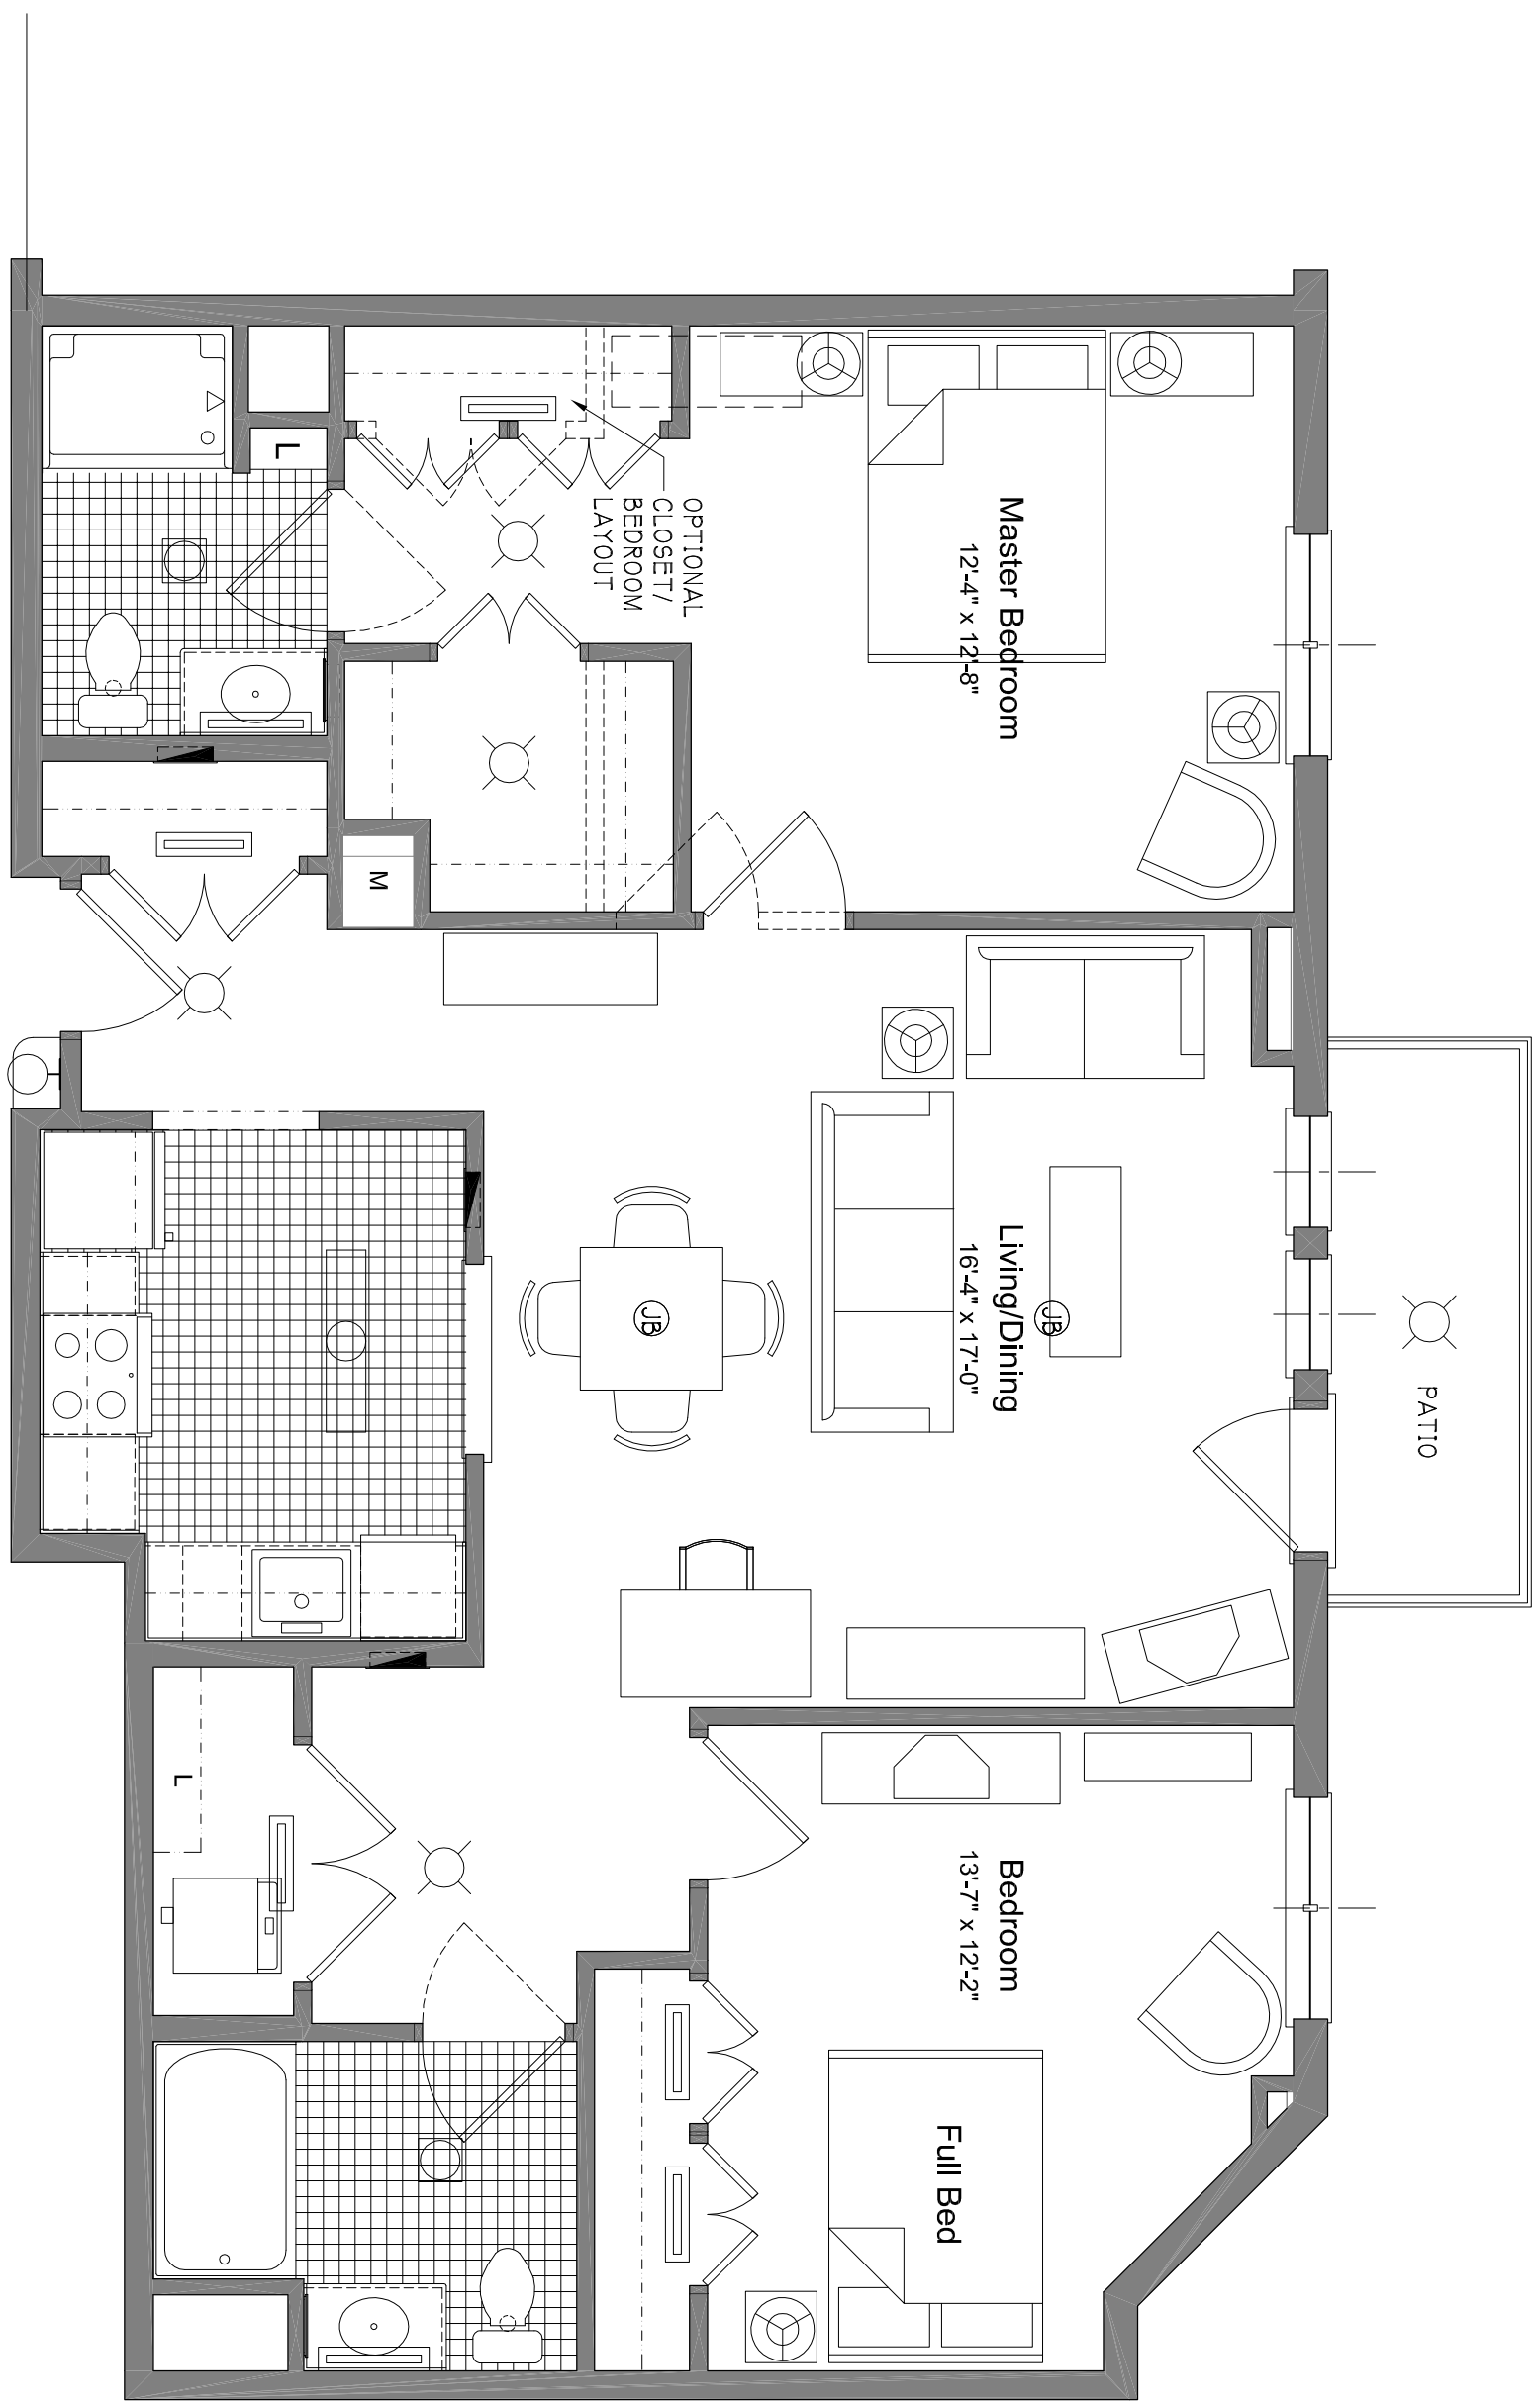 Master Bedroom
12'-4" x 12'-8"
OPTIONAL
CLOSET/
BEDROOM
LAYOUT
L
M
Living/Dining
16'-4" x 17'-0"
JB
JB
PATIO
Bedroom
13'-7" x 12'-2"
Full Bed
L